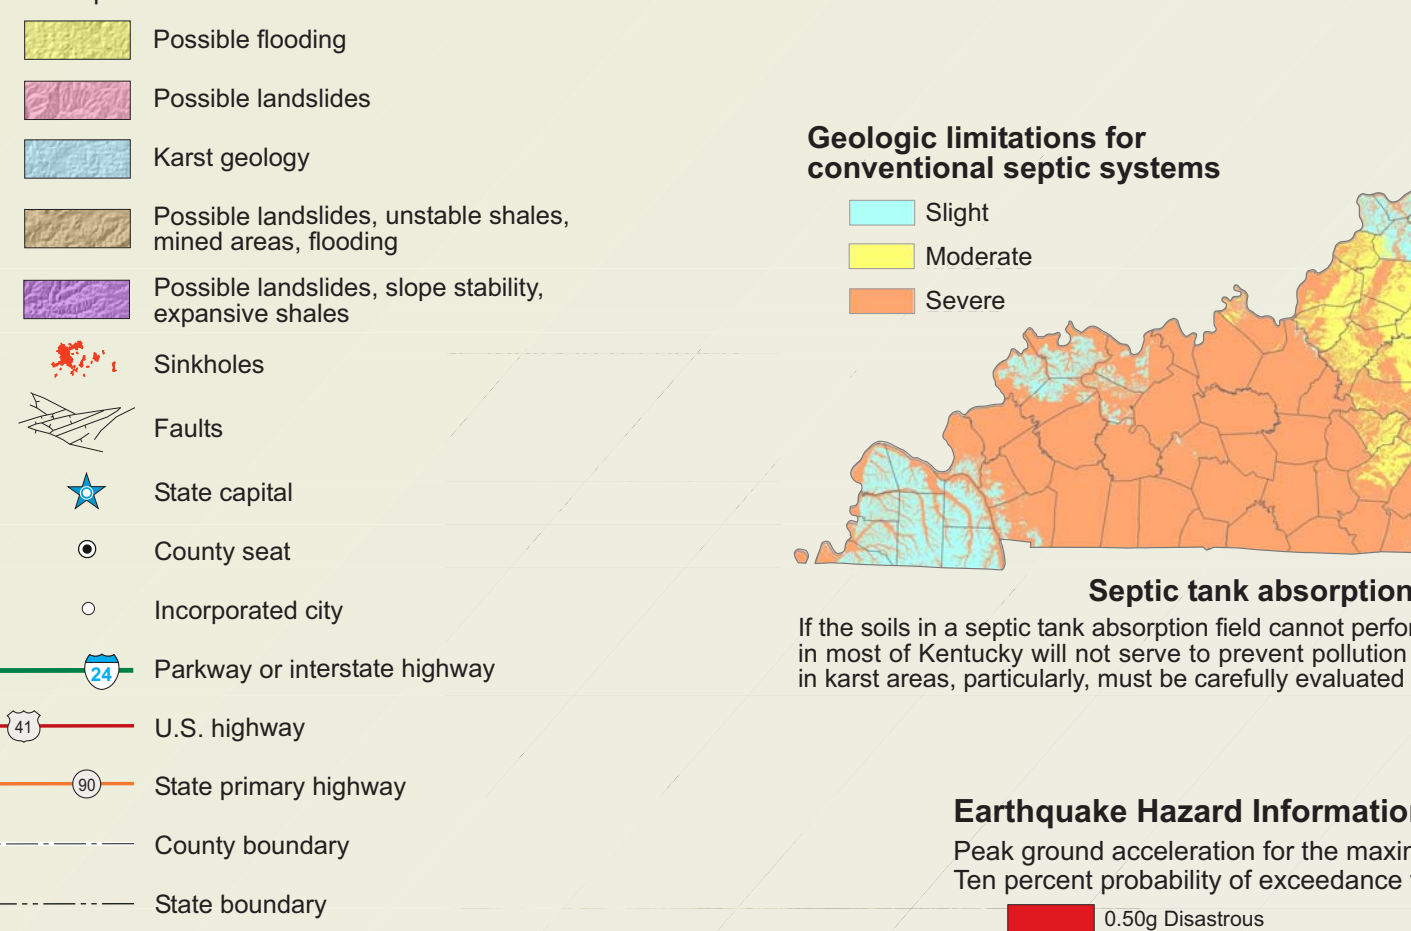 Possible flooding
Possible landslides
Karst geology
Possible landslides, unstable shales,
mined areas, flooding
Possible landslides, slope stability,
expansive shales
Sinkholes
Faults
State capital
County seat
Incorporated city
24
Parkway or interstate highway
41
U.S. highway
90
State primary highway
County boundary
State boundary
Geologic limitations for
conventional septic systems
Slight
Moderate
Severe
Septic tank absorption
If the soils in a septic tank absorption field cannot
in most of Kentucky will not serve to prevent pollution
in karst areas, particularly, must be carefully evaluated
Earthquake Hazard
Peak ground acceleration for the
Ten percent probability of exceedance
0.50g Disastrous